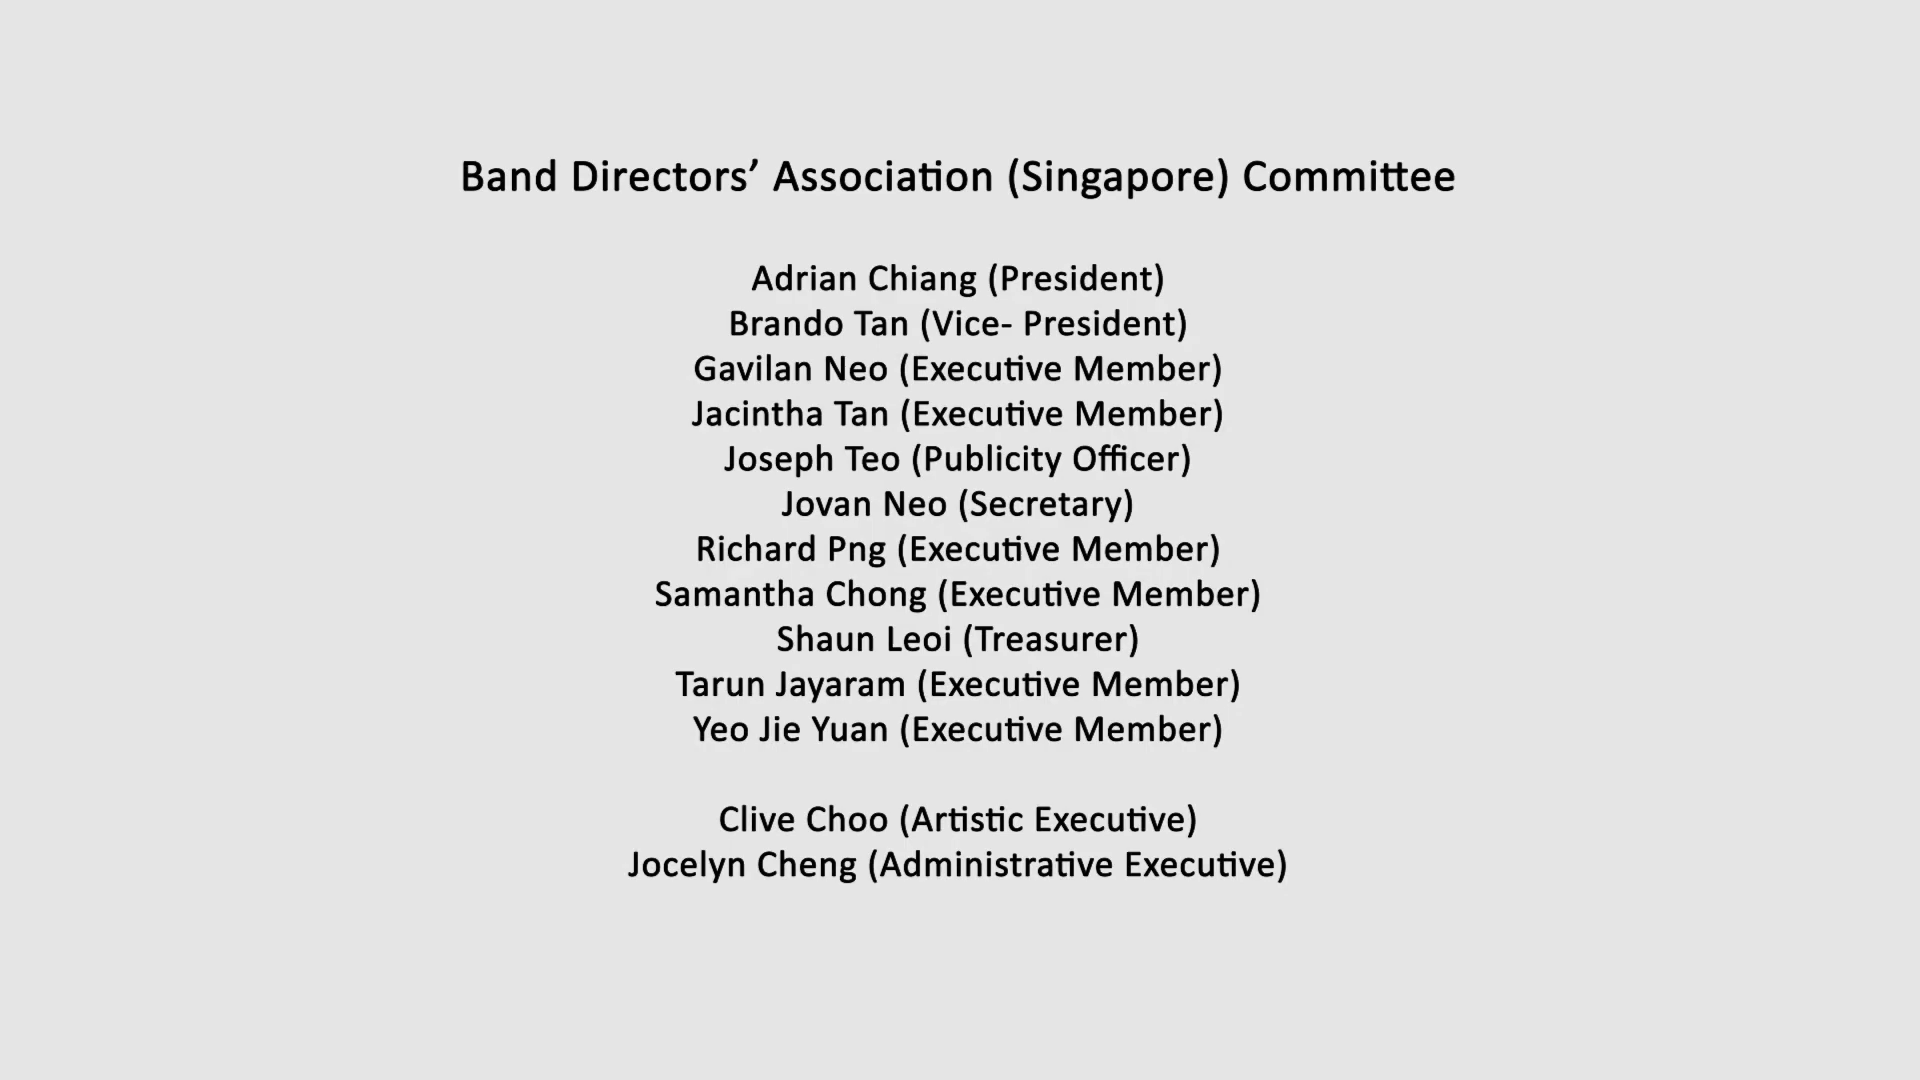 Band Directors’ Association (Singapore) Committee
Adrian Chiang (President)
Brando Tan (Vice- President)
Gavilan Neo (Executive Member)
Jacintha Tan (Executive Member)
Joseph Teo (Publicity Officer)
Jovan Neo (Secretary)
Richard Png (Executive Member)
Samantha Chong (Executive Member)
Shaun Leoi (Treasurer)
Tarun Jayaram (Executive Member)
Yeo Jie Yuan (Executive Member)
Clive Choo (Artistic Executive)
Jocelyn Cheng (Administrative Executive)